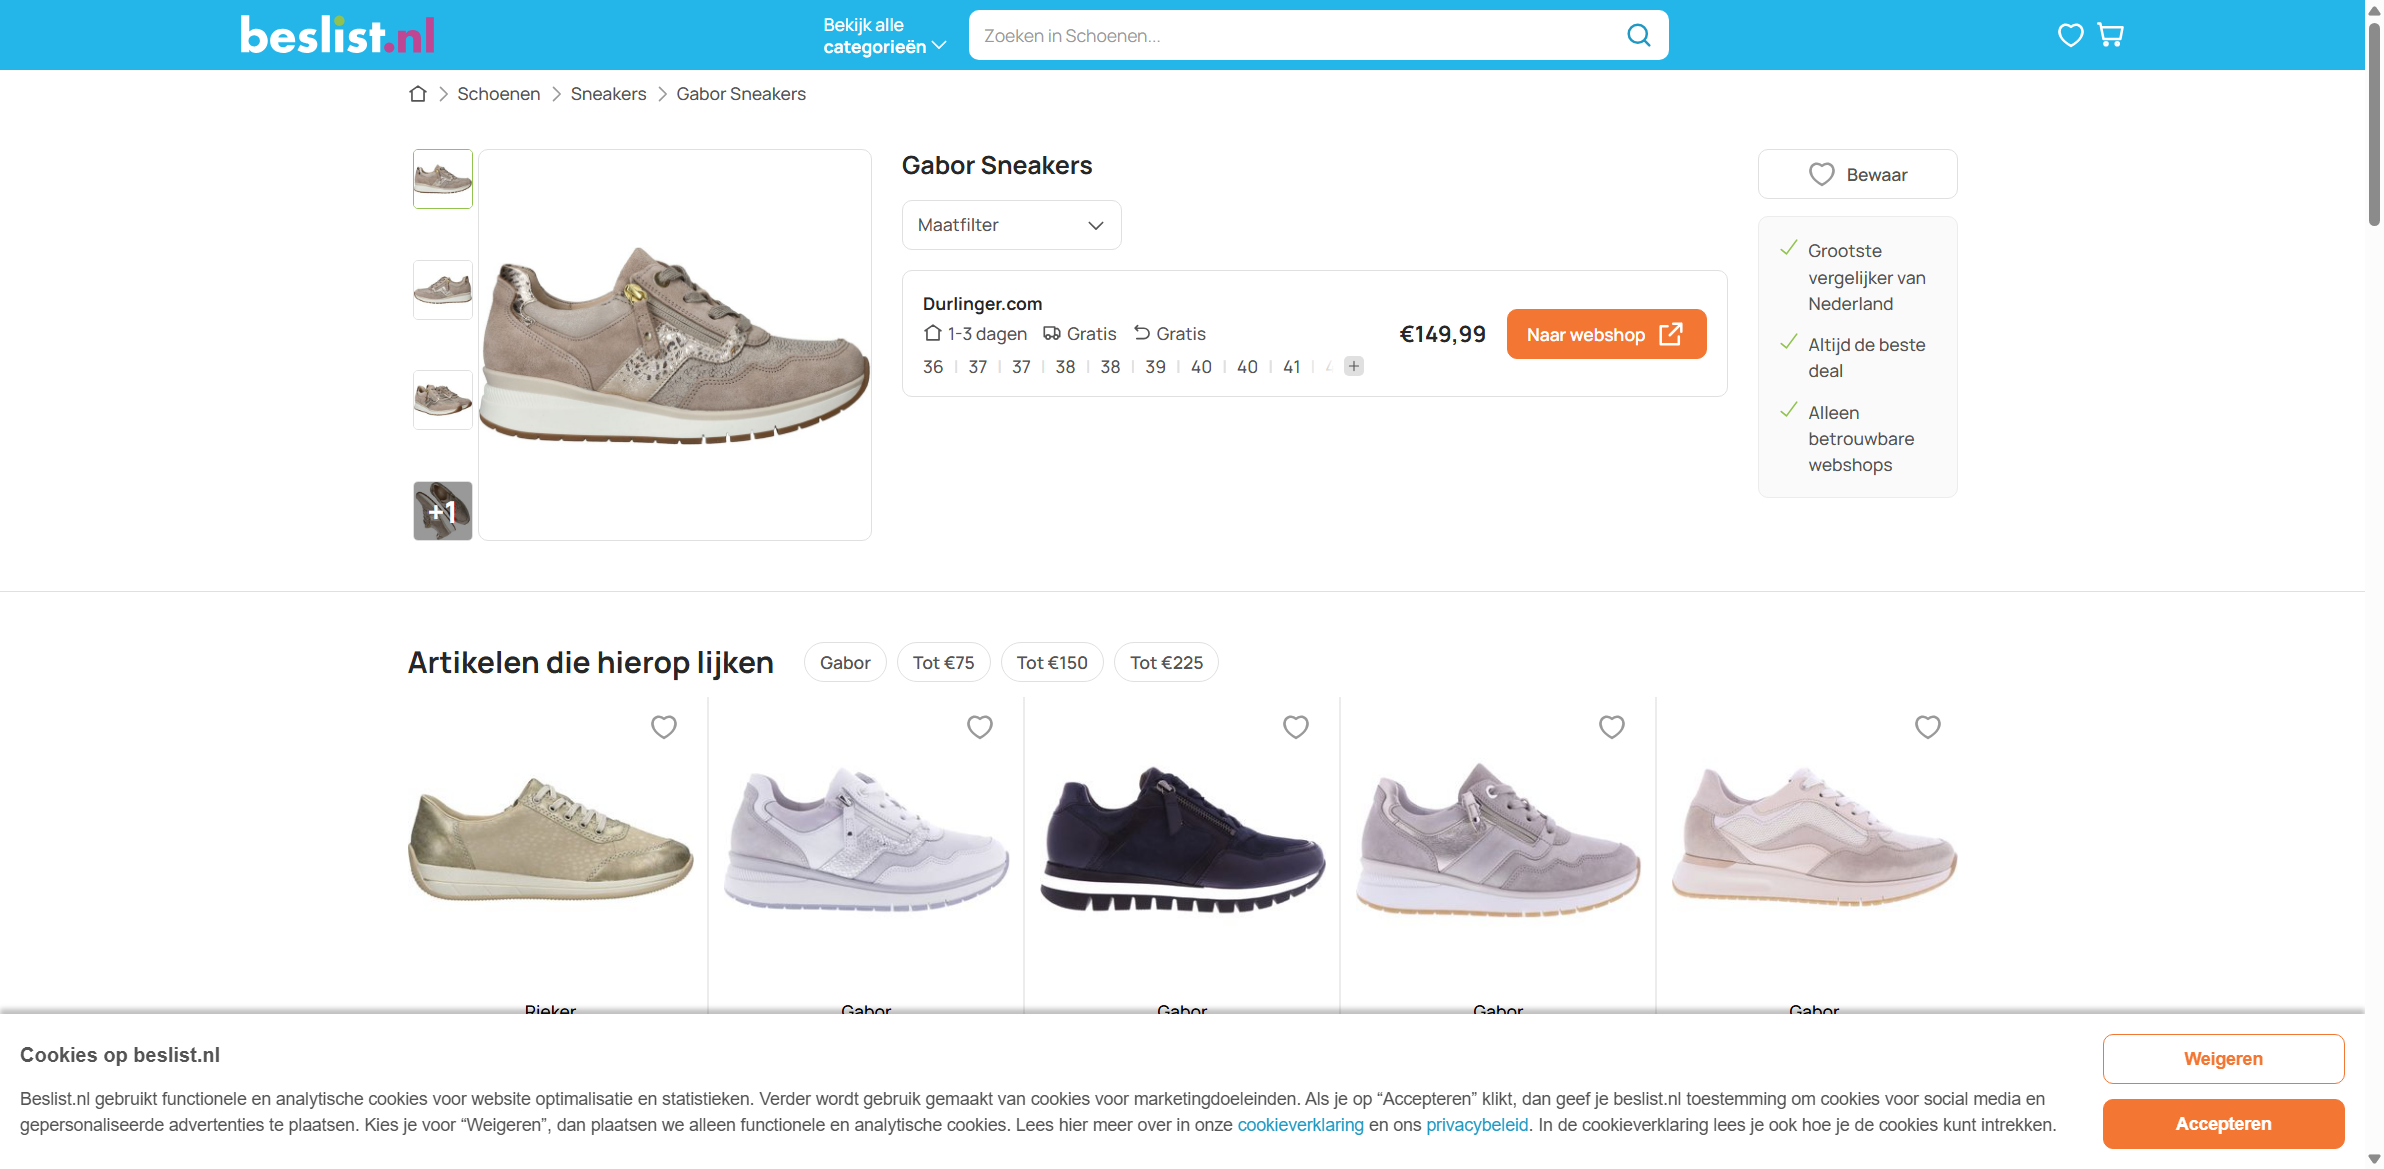 beslist.nl
Bekijk alle
categorieën
Zoeken in Schoenen...
Schoenen
Sneakers
Gabor Sneakers
+1
Gabor Sneakers
Maatfilter
Durlinger.com
1-3 dagen Gratis Gratis
36 37 37 38 38 39 40 40 41
€149,99
Naar webshop
Bewaar
Grootste
vergelijker van
Nederland
Altijd de beste
deal
Alleen
betrouwbare
webshops
Artikelen die hierop lijken
Gabor
Tot €75
Tot €150
Tot €225
Rieker
Gabor
Gabor
Gabor
Gabor
Cookies op beslist.nl
Beslist.nl gebruikt functionele en analytische cookies voor website optimalisatie en statistieken. Verder wordt gebruik gemaakt van cookies voor marketingdoeleinden. Als je op “Accepteren” klikt, dan geef je beslist.nl toestemming om cookies voor social media en
gepersonaliseerde advertenties te plaatsen. Kies je voor “Weigeren”, dan plaatsen we alleen functionele en analytische cookies. Lees hier meer over in onze cookieverklaring en ons privacybeleid. In de cookieverklaring lees je ook hoe je de cookies kunt intrekken.
Weigeren
Accepteren